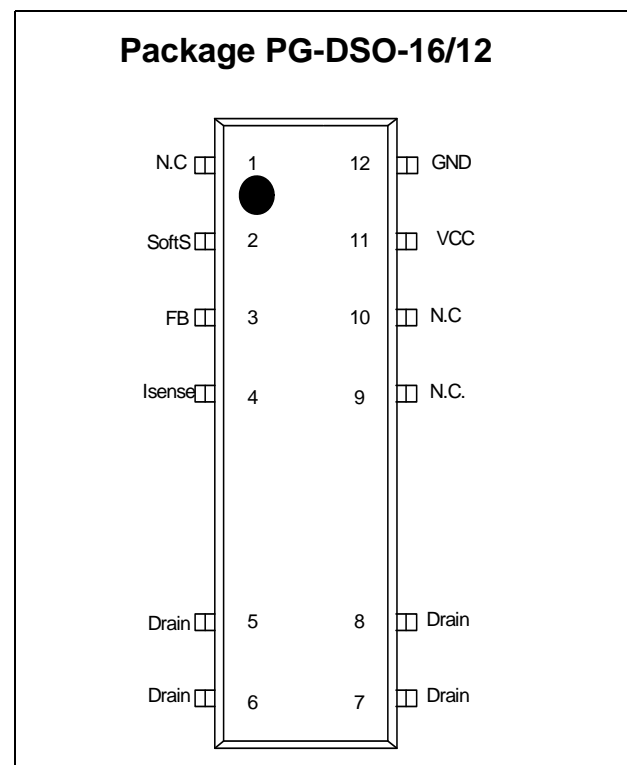 Package PG-DSO-16/12
N.C 1 12 GND
SoftS 2 11 VCC
FB 3 10 N.C
Isense 4 9 N.C.
Drain 5 8 Drain
Drain 6 7 Drain